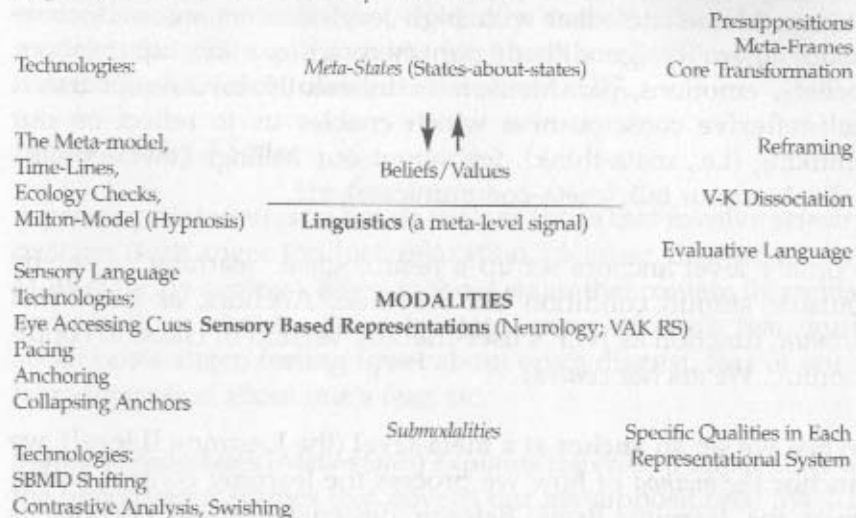 Presuppositions
Meta-Frames
Technologies: Meta-States (States-about-states) Core Transformation
The Meta-model, Reframing
Time-Lines, Beliefs/Values
Ecology Checks, V-K Dissociation
Milton-Model (Hypnosis) Linguistics (a meta-level signal)
Evaluative Language
Sensory Language
Technologies; MODALITIES
Eye Accessing Cues Sensory Based Representations (Neurology; VAK RS)
Pacing
Anchoring
Collapsing Anchors
Submodalities Specific Qualities in Each
Technologies: Representational System
SBMD Shifting
Contrastive Analysis, Swishing